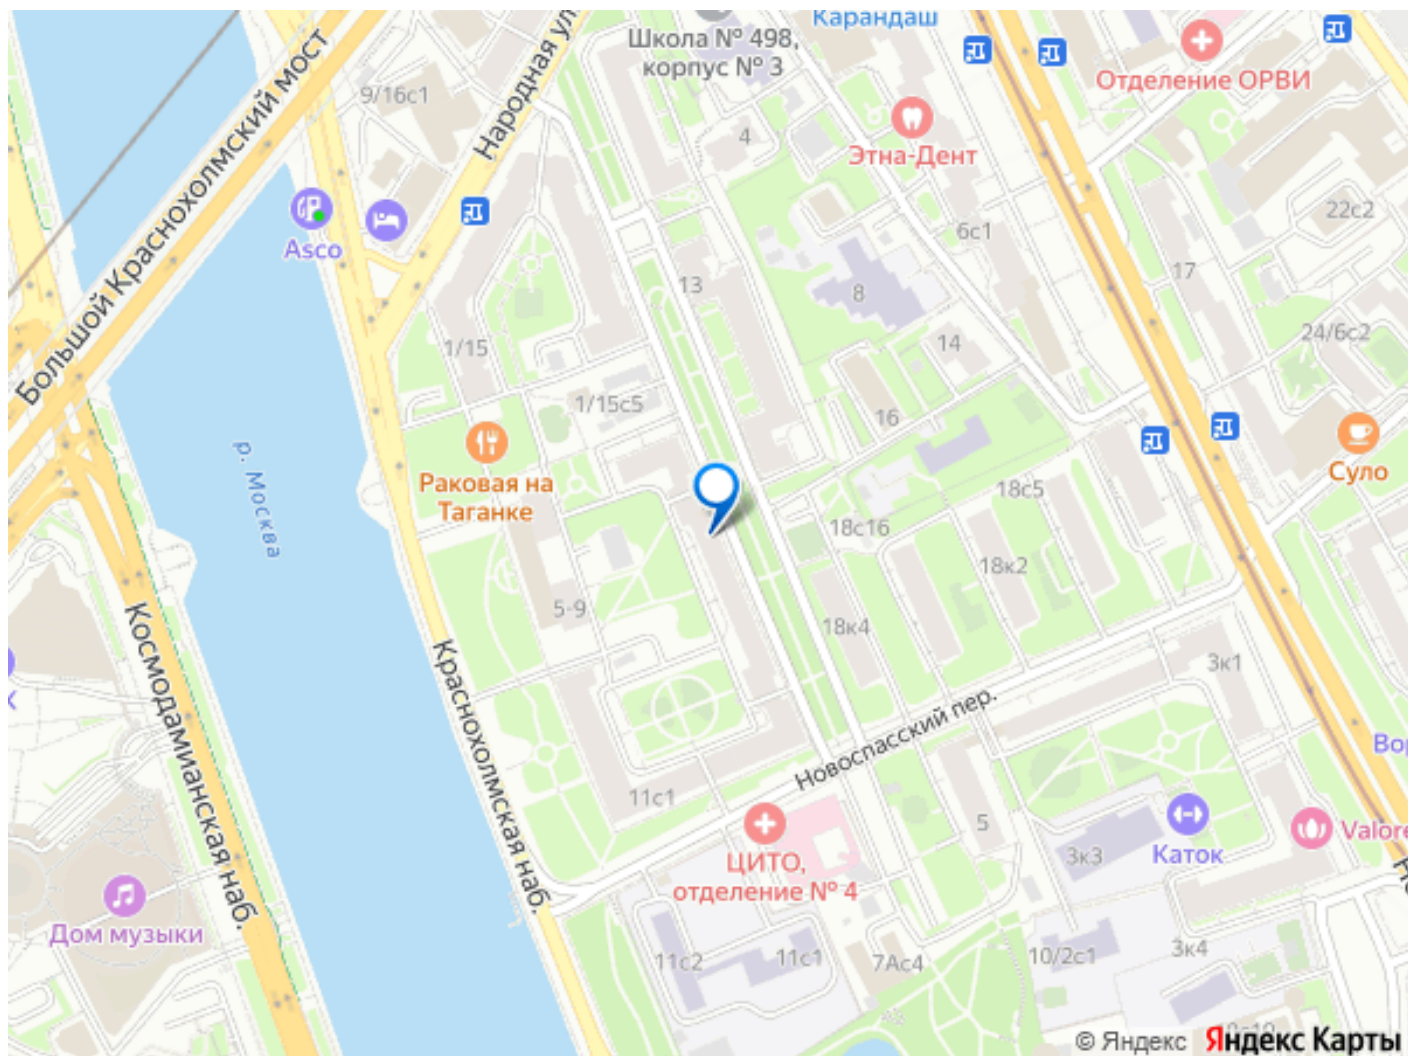 Карандаш
Школа № 498,
корпус № 3
Отделение ОРВИ
9/16с1
Народная ул.
Большой Краснохолмский мост
4
Этна-Дент
22с2
6с1
Asco
17
13
8
24/6с2
1/15
14
1/15с5
16
р. Москва
Раковая на
Таганке
Суло
18с5
18с16
18к2
5-9
18к4
Космодамианская наб.
Краснохолмская наб.
3к1
Новоспасский пер.
11с1
5
3к3
Каток
Valore
ЦИТО,
отделение № 4
Дом музыки
11с2
11с1
7Ас4
10/2с1
3к4
© Яндекс
Яндекс Карты